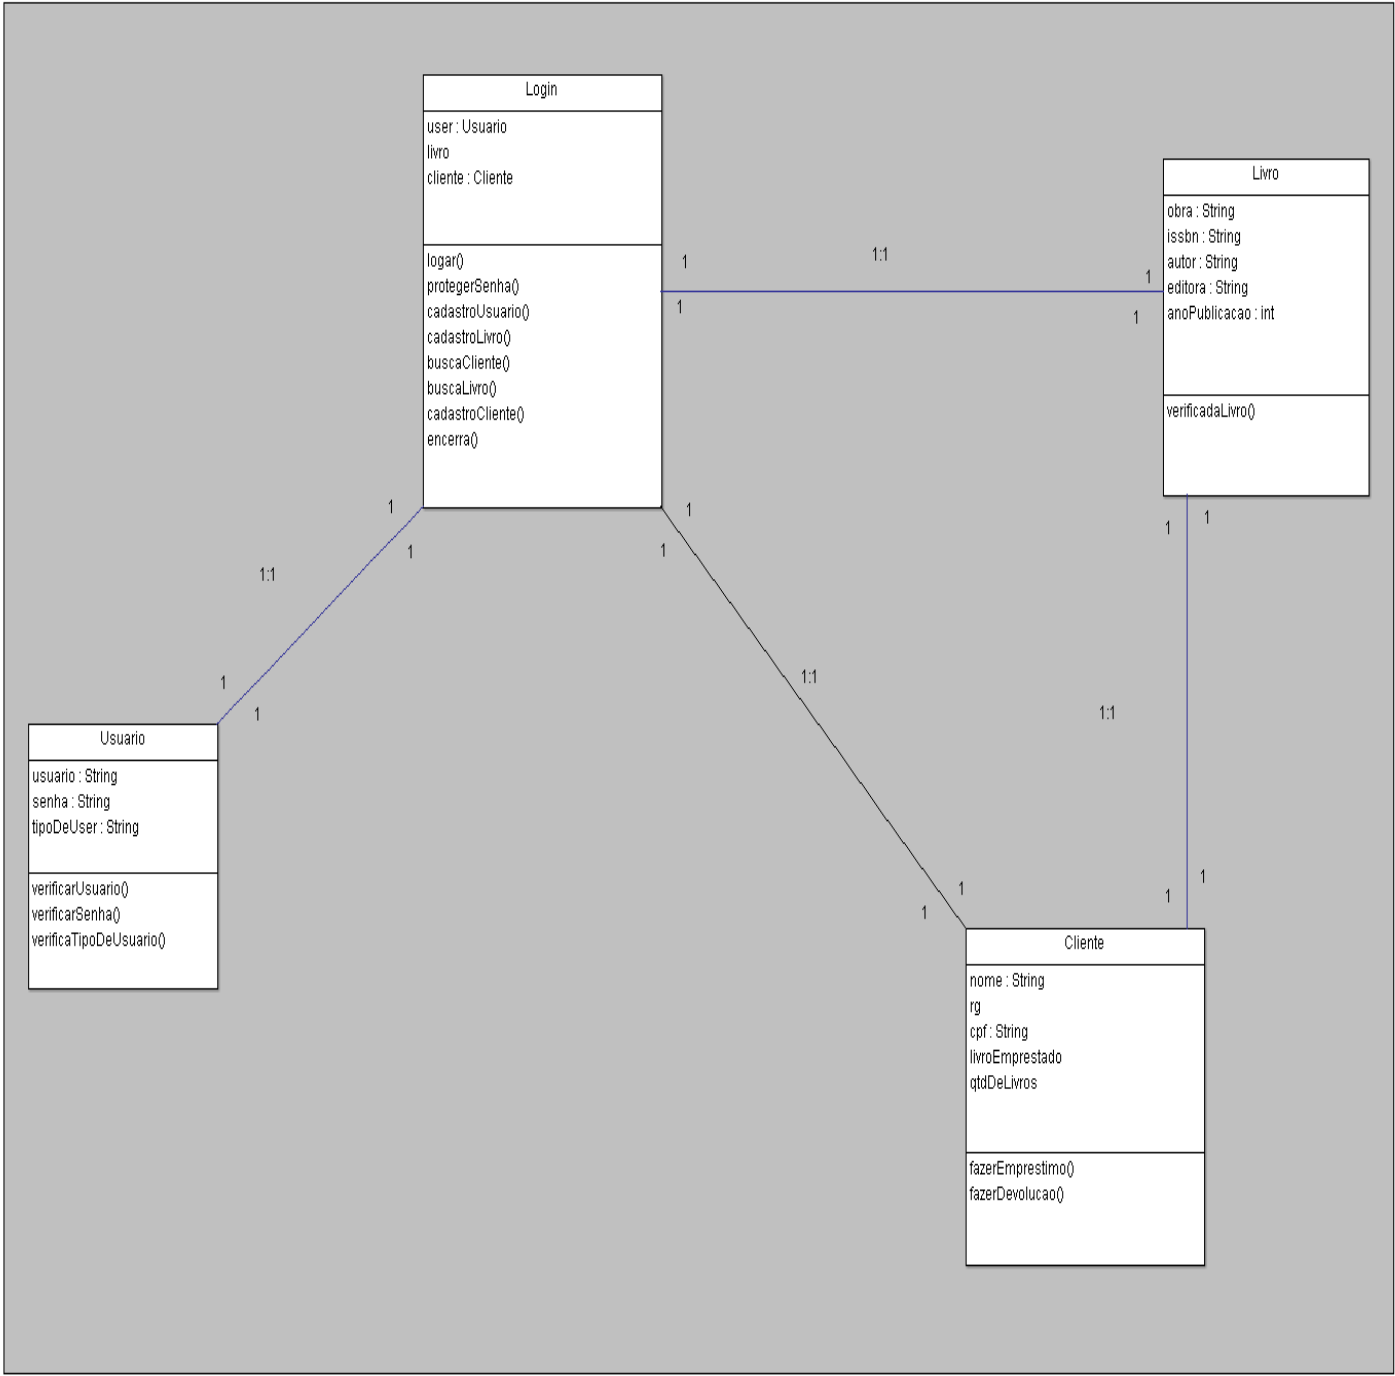 Login
user : Usuario
livro
cliente : Cliente
logar()
protegerSenha()
cadastroUsuario()
cadastroLivro()
buscaCliente()
buscaLivro()
cadastroCliente()
encerra()
1
1:1
1
1
1
Livro
obra : String
issbn : String
autor : String
editora : String
anoPublicacao : int
verificadaLivro()
1
1
1:1
1
1
1
1
1:1
1
1
1
1
1:1
1
1
Usuario
usuario : String
senha : String
tipoDeUser : String
verificarUsuario()
verificarSenha()
verificaTipoDeUsuario()
Cliente
nome : String
rg
cpf : String
livroEmprestado
qtdDeLivros
fazerEmprestimo()
fazerDevolucao()